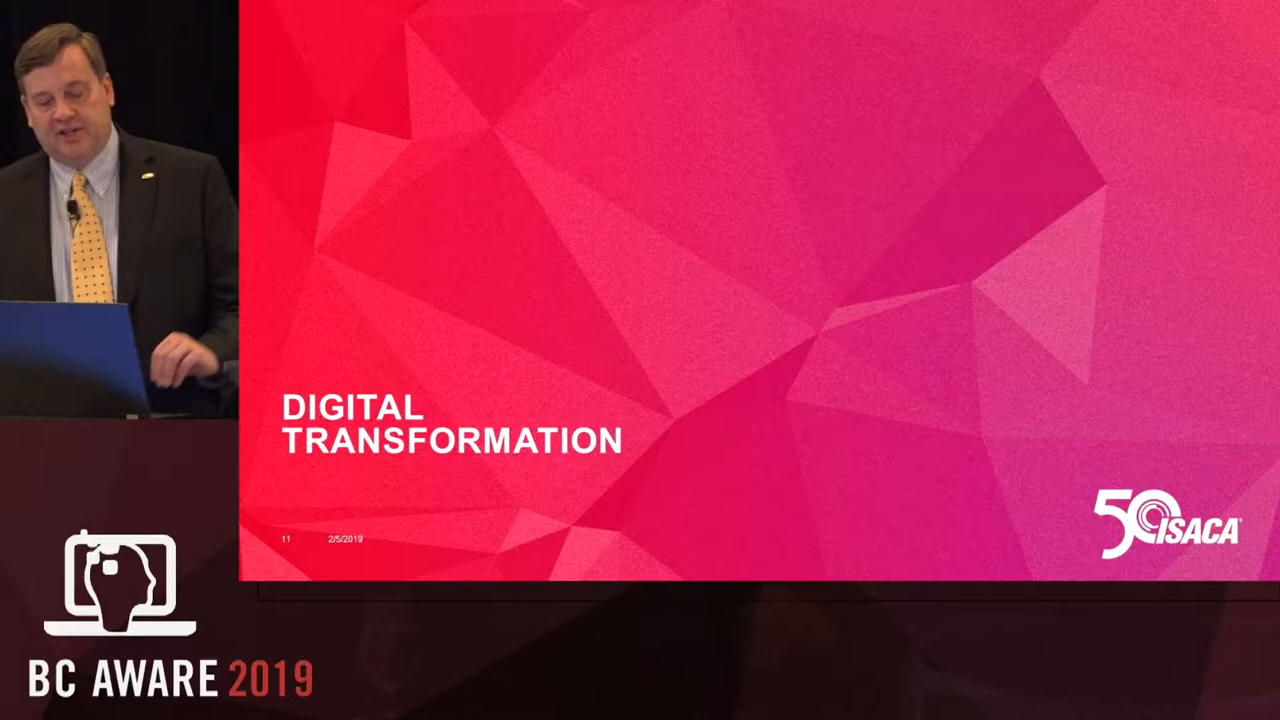 DIGITAL
TRANSFORMATION
11 2/5/2019
50 ISACA
BC AWARE 2019